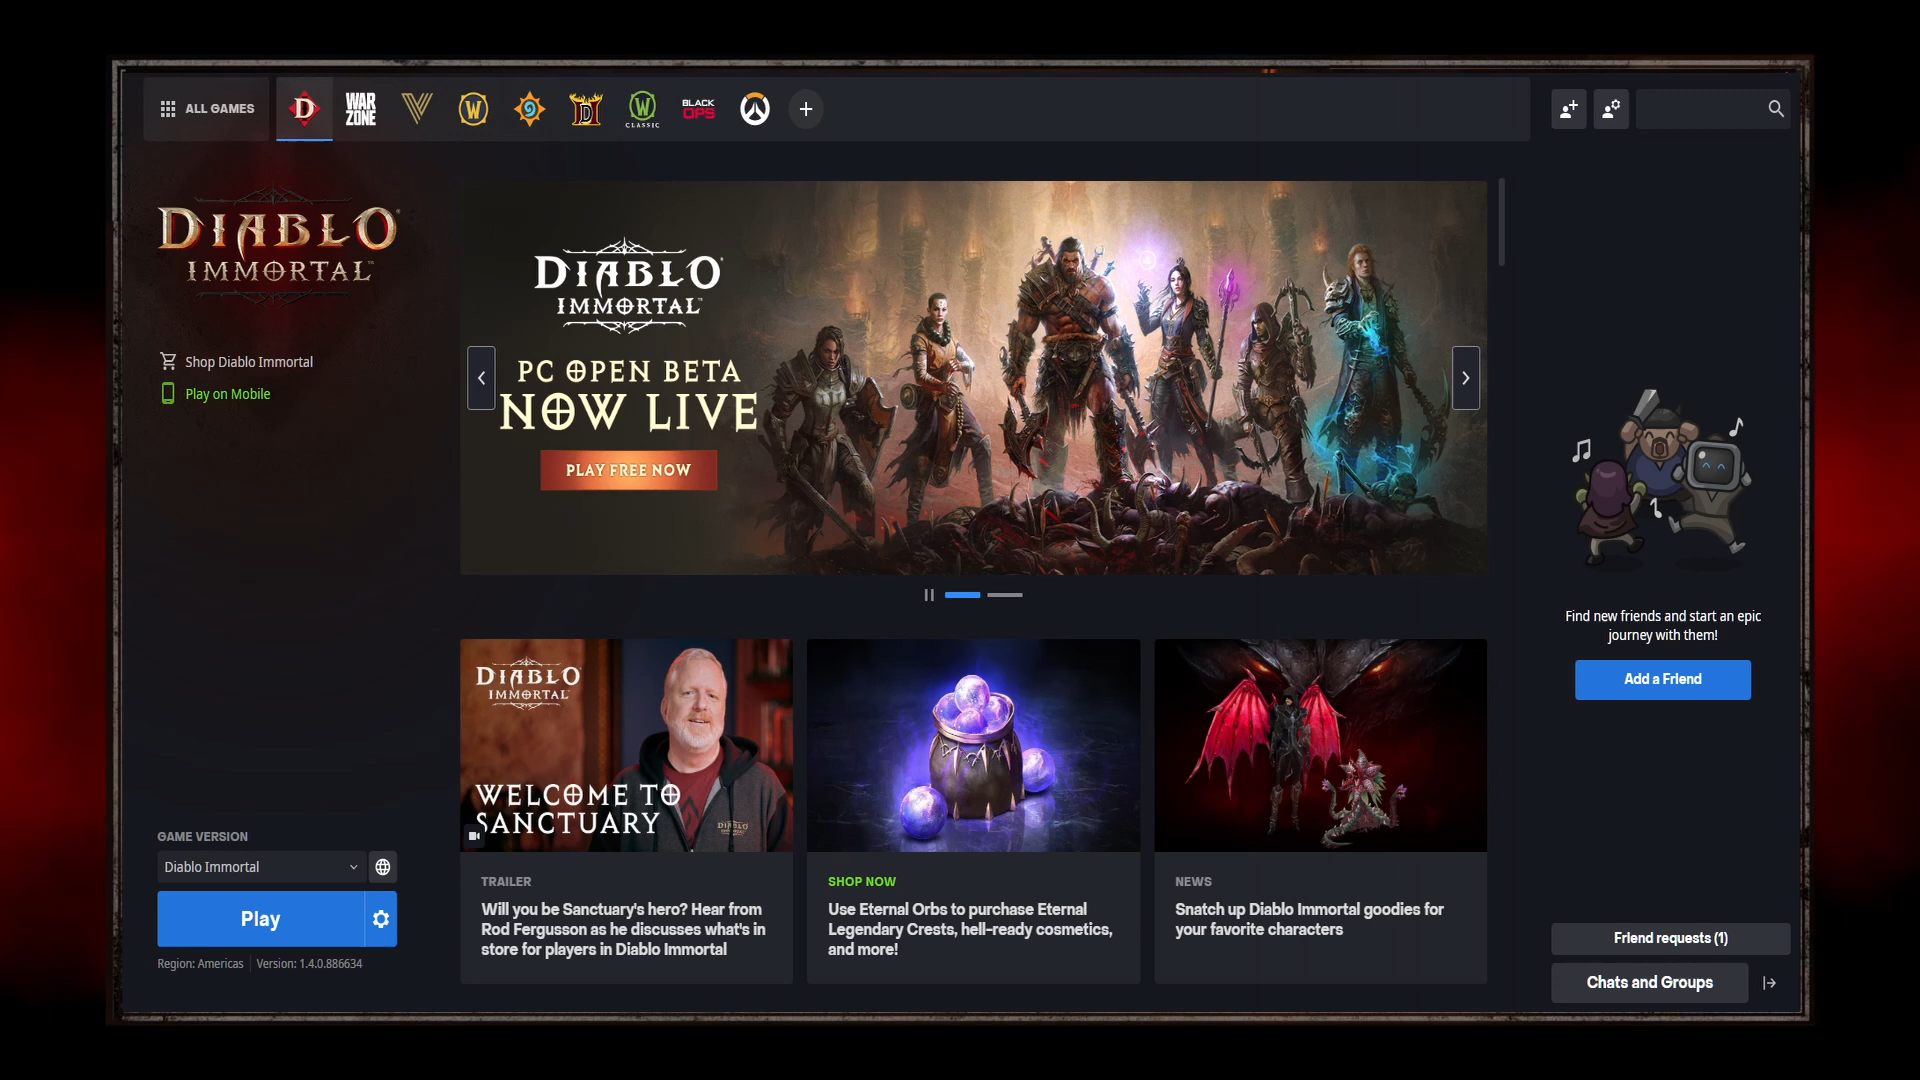 ALL GAMES
D
WAR
ZONE
W
W
CLASSIC
BLACK
OPS
DIABLO
IMMORTAL
Shop Diablo Immortal
Play on Mobile
DIABLO
IMMORTAL
PC OPEN BETA
NOW LIVE
PLAY FREE NOW
Find new friends and start an epic
journey with them!
Add a Friend
DIABLO
IMMORTAL
WELCOME TO
SANCTUARY
DIABLO
TRAILER
Will you be Sanctuary's hero? Hear from
Rod Fergusson as he discusses what's in
store for players in Diablo Immortal
SHOP NOW
Use Eternal Orbs to purchase Eternal
Legendary Crests, hell-ready cosmetics,
and more!
NEWS
Snatch up Diablo Immortal goodies for
your favorite characters
GAME VERSION
Diablo Immortal
Play
Region: Americas | Version: 1.4.0.886634
Friend requests (1)
Chats and Groups